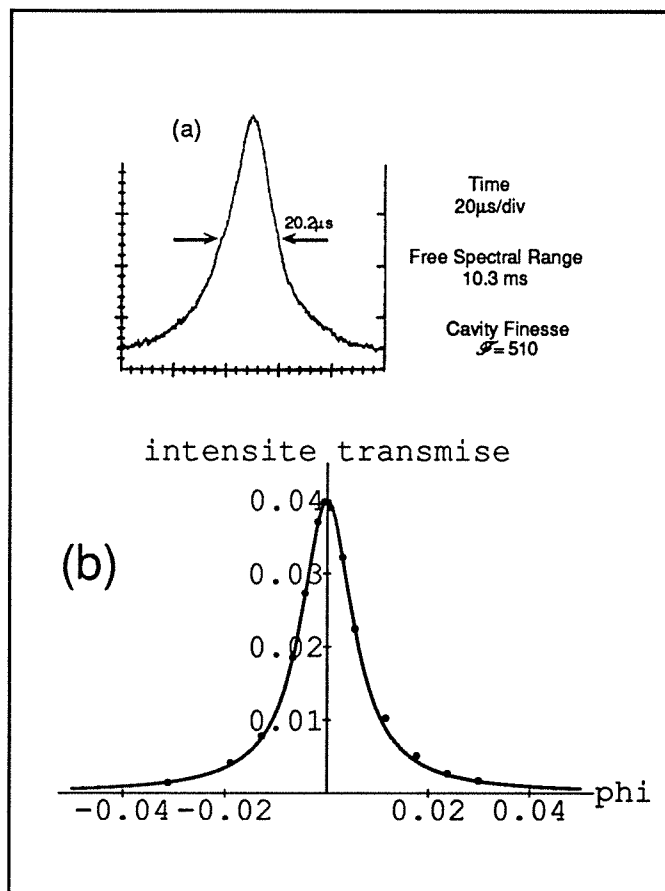 (a)
20.2µs
Time
20µs/div
Free Spectral Range
10.3 ms
Cavity Finesse
ℱ= 510
intensite transmise
(b)
0.04
0.03
0.02
0.01
-0.04 -0.02 0.02 0.04 phi